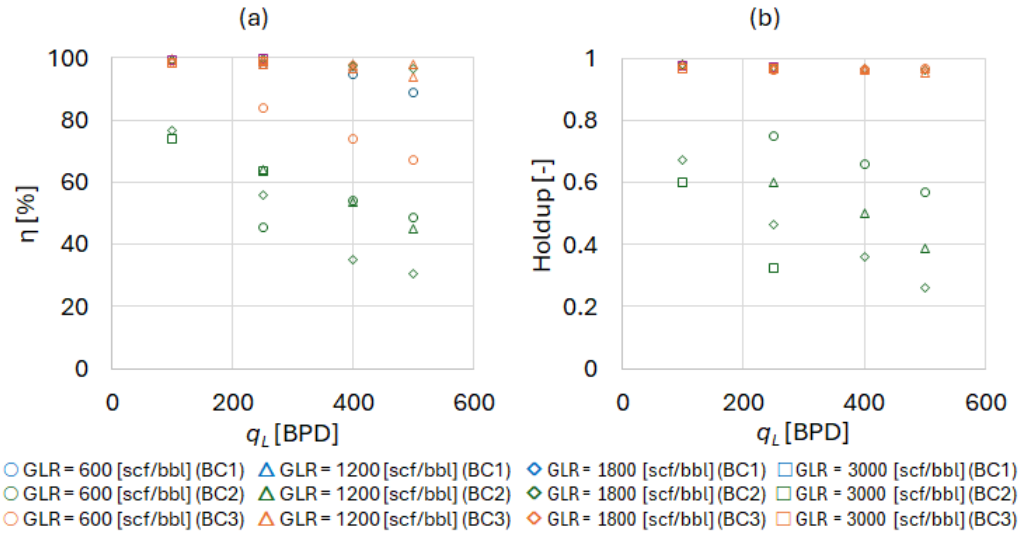 (a) (b)
100
80
60
40
20
0
η [%]
0 200 400 600
q_L [BPD]
1
0.8
0.6
0.4
0.2
0
Holdup [-]
0 200 400 600
q_L [BPD]
GLR = 600 [scf/bbl] (BC1) GLR = 1200 [scf/bbl] (BC1) GLR = 1800 [scf/bbl] (BC1) GLR = 3000 [scf/bbl] (BC1)
GLR = 600 [scf/bbl] (BC2) GLR = 1200 [scf/bbl] (BC2) GLR = 1800 [scf/bbl] (BC2) GLR = 3000 [scf/bbl] (BC2)
GLR = 600 [scf/bbl] (BC3) GLR = 1200 [scf/bbl] (BC3) GLR = 1800 [scf/bbl] (BC3) GLR = 3000 [scf/bbl] (BC3)